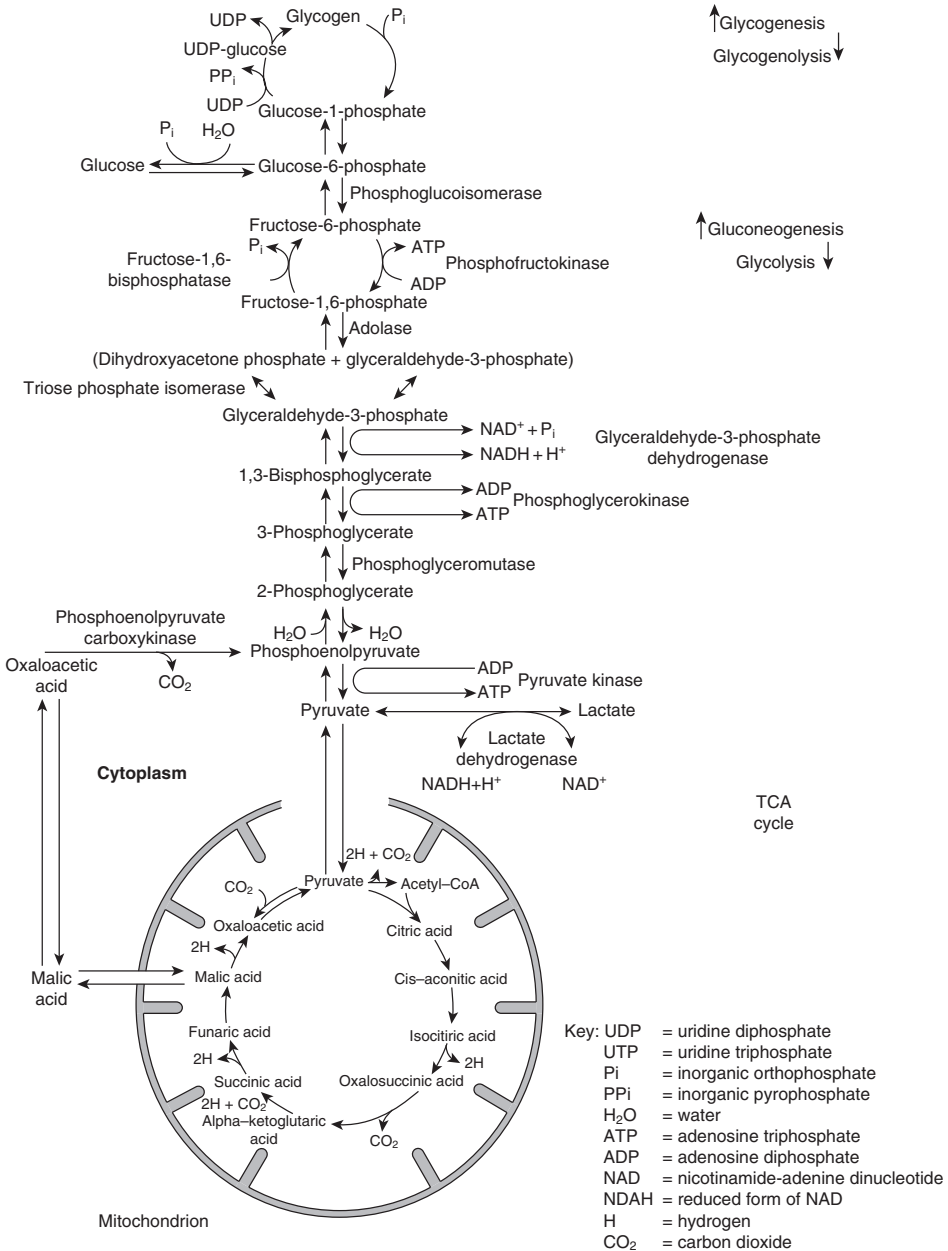 UDP
Glycogen
Pi
UDP-glucose
PPi
UDP
Glucose-1-phosphate
↑Glycogenesis
Glycogenolysis↓
Pi
H2O
Glucose
Glucose-6-phosphate
Phosphoglucoisomerase
Fructose-6-phosphate
Pi
ATP
Fructose-1,6-
bisphosphatase
Phosphofructokinase
ADP
Fructose-1,6-phosphate
↑Gluconeogenesis
Glycolysis↓
Adolase
(Dihydroxyacetone phosphate + glyceraldehyde-3-phosphate)
Triose phosphate isomerase
Glyceraldehyde-3-phosphate
NAD+ + Pi
NADH + H+
Glyceraldehyde-3-phosphate
dehydrogenase
1,3-Bisphosphoglycerate
ADP
Phosphoglycerokinase
ATP
3-Phosphoglycerate
Phosphoglyceromutase
2-Phosphoglycerate
H2O
H2O
Phosphoenolpyruvate
carboxykinase
Phosphoenolpyruvate
Oxaloacetic
acid
CO2
ADP
Pyruvate kinase
ATP
Pyruvate
Lactate
Lactate
dehydrogenase
NADH+H+
NAD+
Cytoplasm
TCA
cycle
2H + CO2
Pyruvate
Acetyl–CoA
CO2
Oxaloacetic acid
Citric acid
2H
Malic acid
Cis–aconitic acid
Malic
acid
Funaric acid
Isocitiric acid
2H
2H
Succinic acid
Oxalosuccinic acid
2H + CO2
Alpha–ketoglutaric
acid
CO2
Mitochondrion
Key: UDP = uridine diphosphate
UTP = uridine triphosphate
Pi = inorganic orthophosphate
PPi = inorganic pyrophosphate
H2O = water
ATP = adenosine triphosphate
ADP = adenosine diphosphate
NAD = nicotinamide-adenine dinucleotide
NDAH = reduced form of NAD
H = hydrogen
CO2 = carbon dioxide